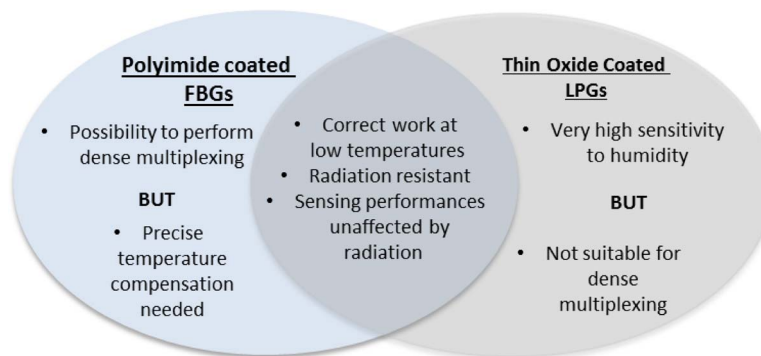 Polyimide coated
FBGs
• Possibility to perform
dense multiplexing
BUT
• Precise
temperature
compensation
needed
• Correct work at
low temperatures
• Radiation resistant
• Sensing performances
unaffected by
radiation
Thin Oxide Coated
LPGs
• Very high sensitivity
to humidity
BUT
• Not suitable for
dense
multiplexing